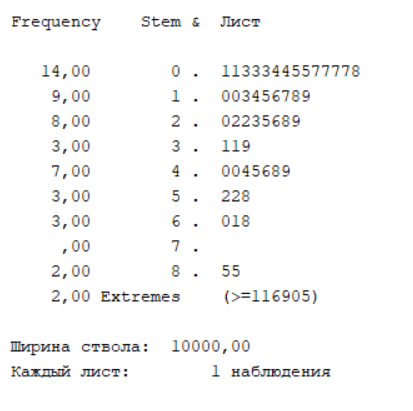 Frequency Stem & Лист
14,00 0 . 11333445577778
9,00 1 . 003456789
8,00 2 . 02235689
3,00 3 . 119
7,00 4 . 0045689
3,00 5 . 228
3,00 6 . 018
,00 7 .
2,00 8 . 55
2,00 Extremes (>=116905)
Ширина ствола: 10000,00
Каждый лист: 1 наблюдения